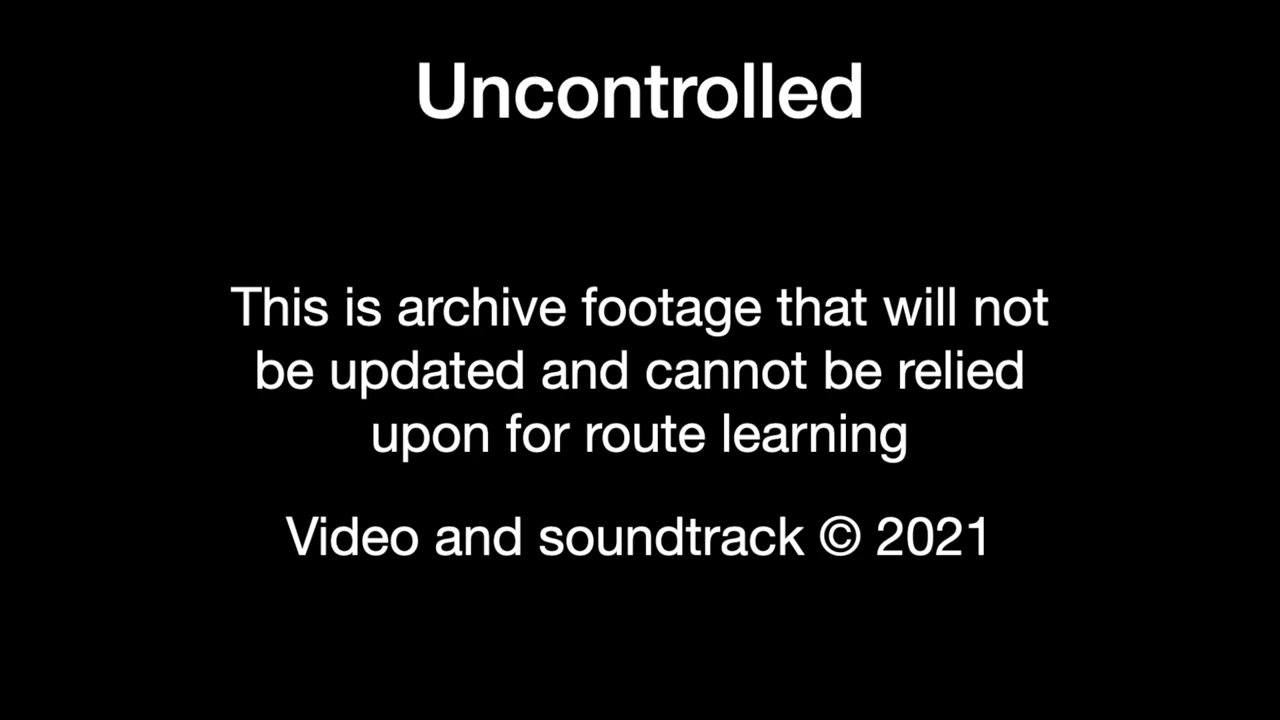 Uncontrolled
This is archive footage that will not
be updated and cannot be relied
upon for route learning
Video and soundtrack © 2021